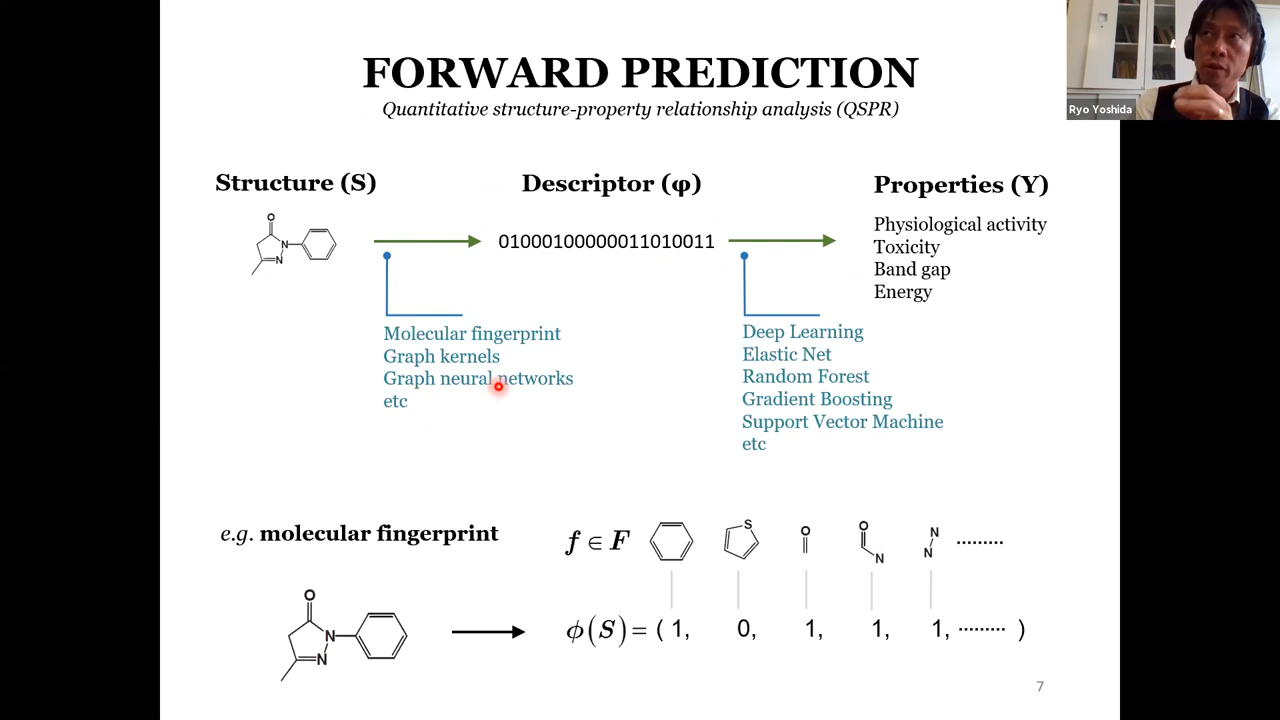 FORWARD PREDICTION
Quantitative structure-property relationship analysis (QSPR)
Ryo Yoshida
Structure (S)
Descriptor (φ)
Properties (Y)
O
N
N
01000100000011010011
Physiological activity
Toxicity
Band gap
Energy
Molecular fingerprint
Graph kernels
Graph neural networks
etc
Deep Learning
Elastic Net
Random Forest
Gradient Boosting
Support Vector Machine
etc
e.g. molecular fingerprint
f ∈ F
S
O
O
N
N
N
·········
O
N
N
ϕ(S) = ( 1, 0, 1, 1, 1, ········· )
7